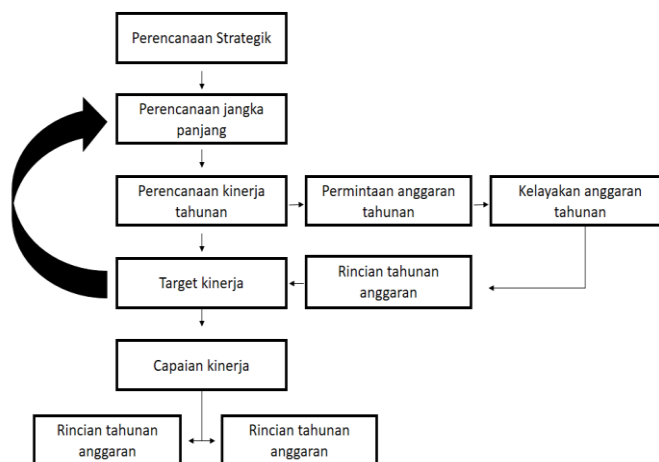 Perencanaan Strategik
Perencanaan jangka
panjang
Perencanaan kinerja
tahunan
Permintaan anggaran
tahunan
Kelayakan anggaran
tahunan
Target kinerja
Rincian tahunan
anggaran
Capaian kinerja
Rincian tahunan
anggaran
Rincian tahunan
anggaran